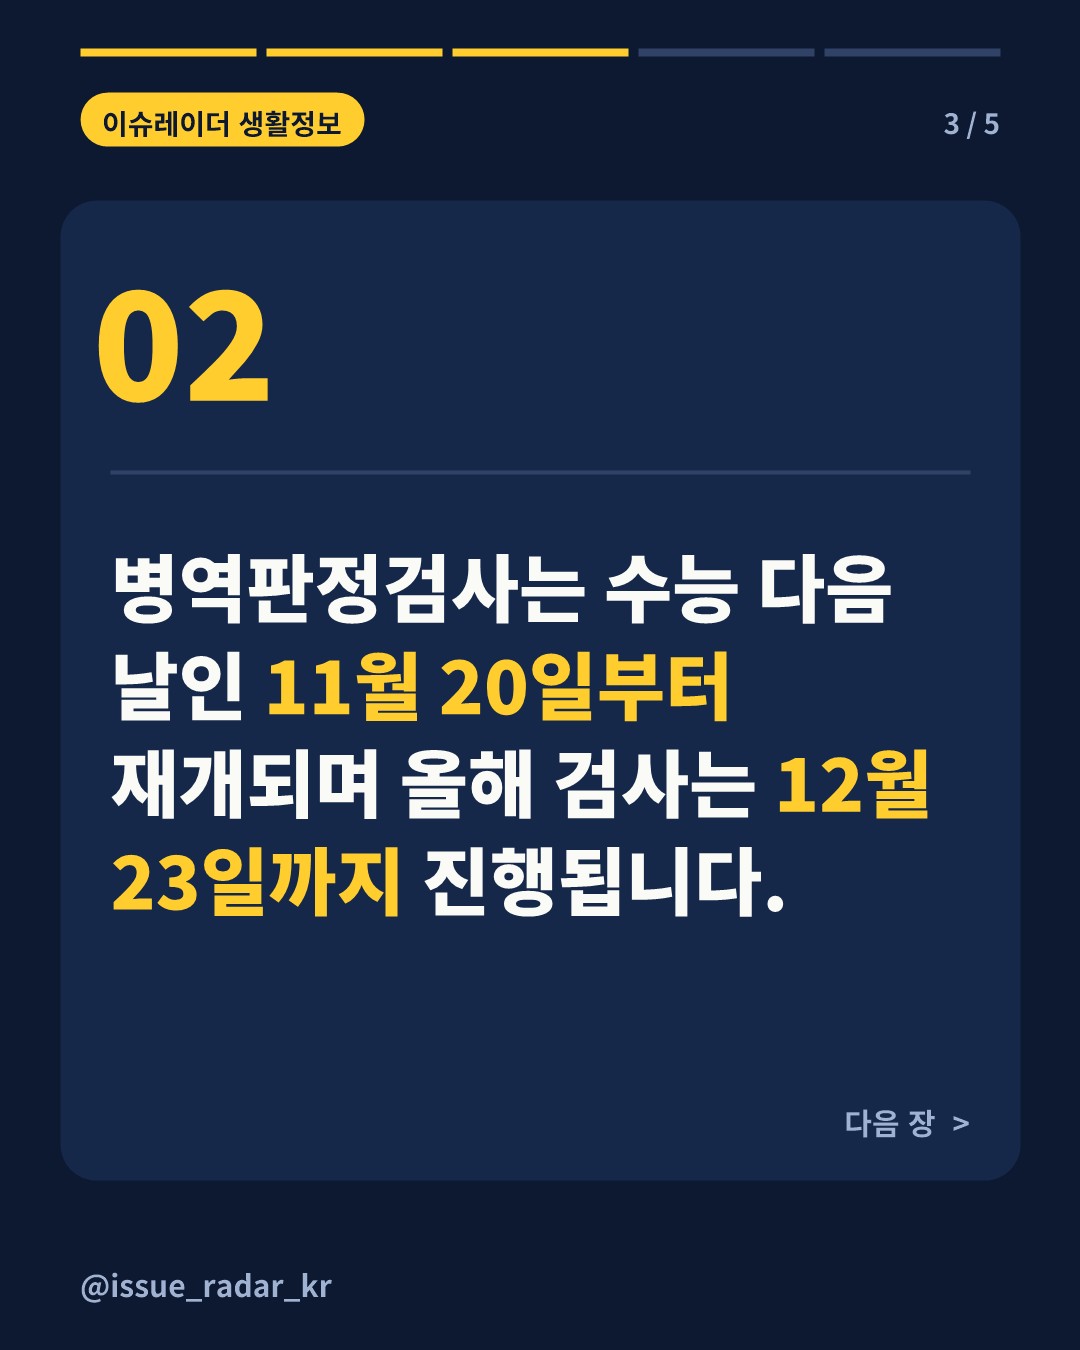 이슈레이더 생활정보
3 / 5
02
병역판정검사는 수능 다음
날인 11월 20일부터
재개되며 올해 검사는 12월
23일까지 진행됩니다.
다음 장 >
@issue_radar_kr